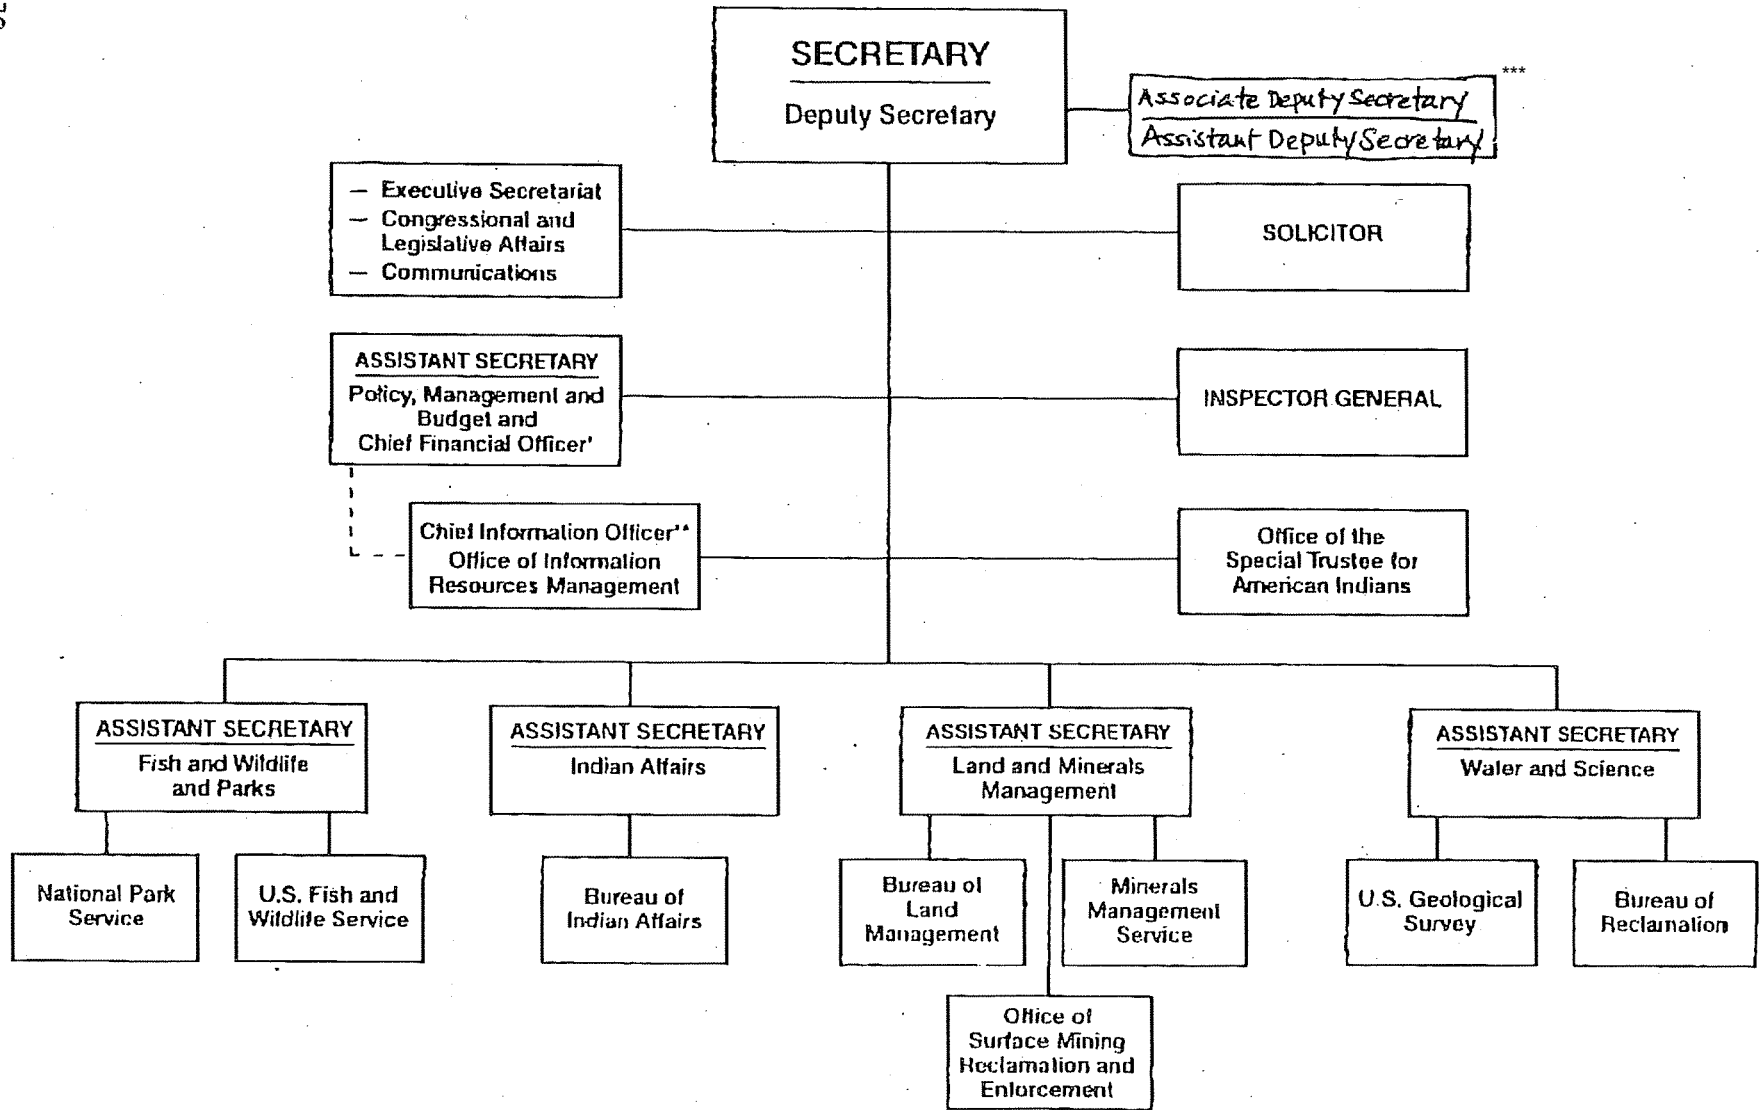 SECRETARY
Deputy Secretary
***
Associate Deputy Secretary
Assistant Deputy Secretary
– Executive Secretariat
– Congressional and
Legislative Affairs
– Communications
SOLICITOR
ASSISTANT SECRETARY
Policy, Management and
Budget and
Chief Financial Officer*
INSPECTOR GENERAL
Chief Information Officer**
Office of Information
Resources Management
Office of the
Special Trustee for
American Indians
ASSISTANT SECRETARY
Fish and Wildlife
and Parks
ASSISTANT SECRETARY
Indian Affairs
ASSISTANT SECRETARY
Land and Minerals
Management
ASSISTANT SECRETARY
Water and Science
National Park
Service
U.S. Fish and
Wildlife Service
Bureau of
Indian Affairs
Bureau of
Land
Management
Minerals
Management
Service
U.S. Geological
Survey
Bureau of
Reclamation
Office of
Surface Mining
Reclamation and
Enforcement